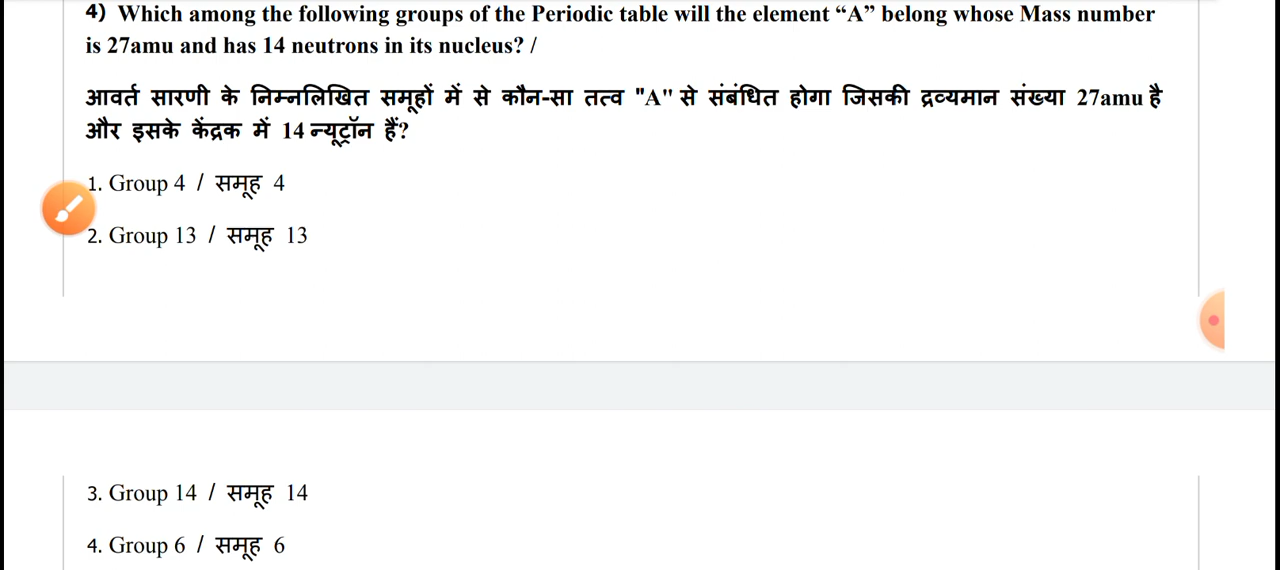 4) Which among the following groups of the Periodic table will the element “A” belong whose Mass number
is 27amu and has 14 neutrons in its nucleus? /
आवर्त सारणी के निम्नलिखित समूहों में से कौन-सा तत्व "A" से संबंधित होगा जिसकी द्रव्यमान संख्या 27amu है
और इसके केंद्रक में 14 न्यूट्रॉन हैं?
1. Group 4 / समूह 4
2. Group 13 / समूह 13
3. Group 14 / समूह 14
4. Group 6 / समूह 6